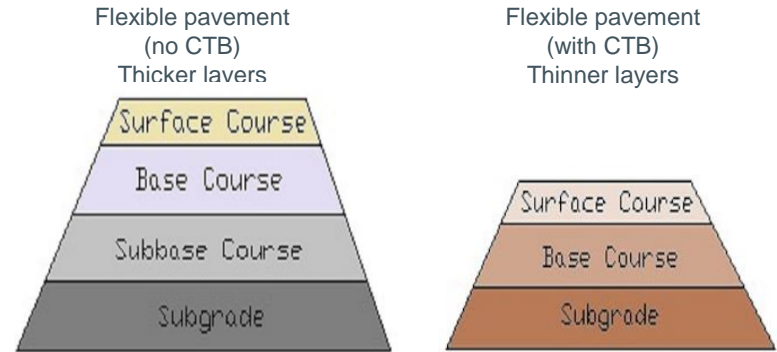 Flexible pavement
(no CTB)
Thicker layers
Surface Course
Base Course
Subbase Course
Subgrade
Flexible pavement
(with CTB)
Thinner layers
Surface Course
Base Course
Subgrade